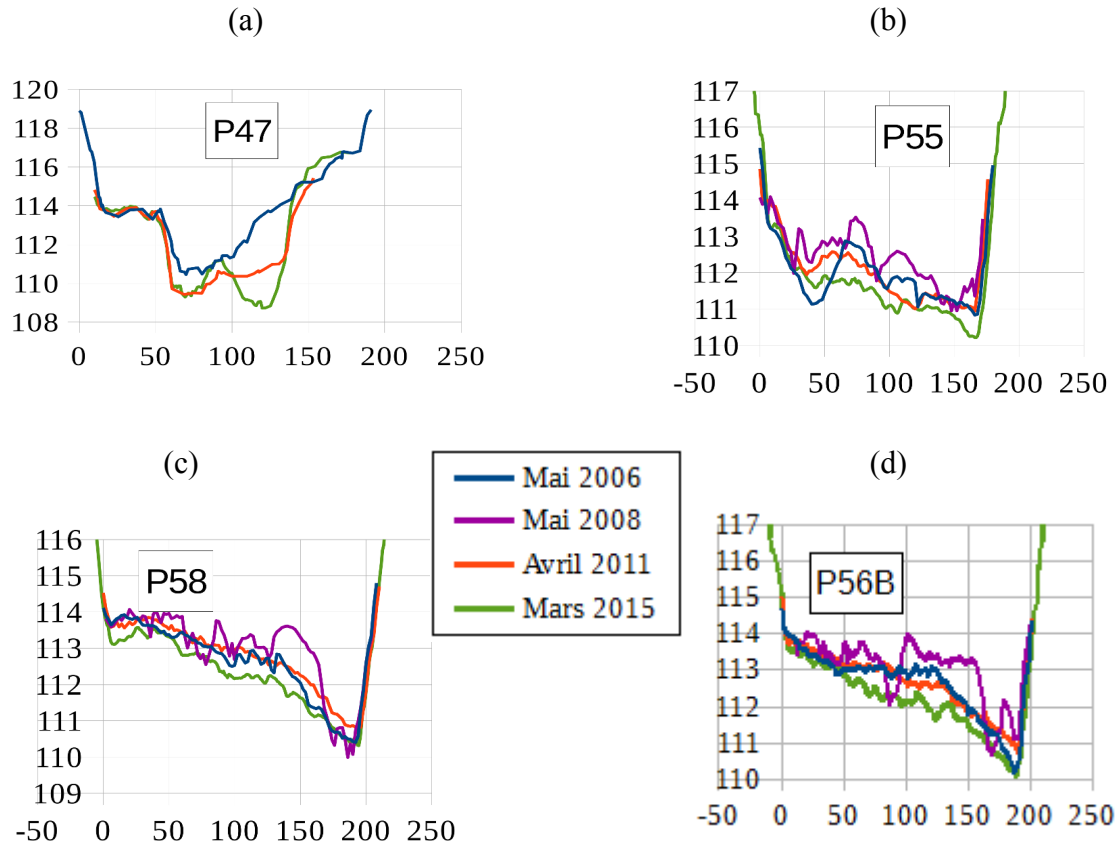 (a)
(b)
120
118
116
114
112
110
108
P47
0 50 100 150 200 250
117
116
115
114
113
112
111
110
P55
-50 0 50 100 150 200 250
(c)
(d)
Mai 2006
Mai 2008
Avril 2011
Mars 2015
116
115
114
113
112
111
110
109
P58
-50 0 50 100 150 200 250
117
116
115
114
113
112
111
110
P56B
-50 0 50 100 150 200 250